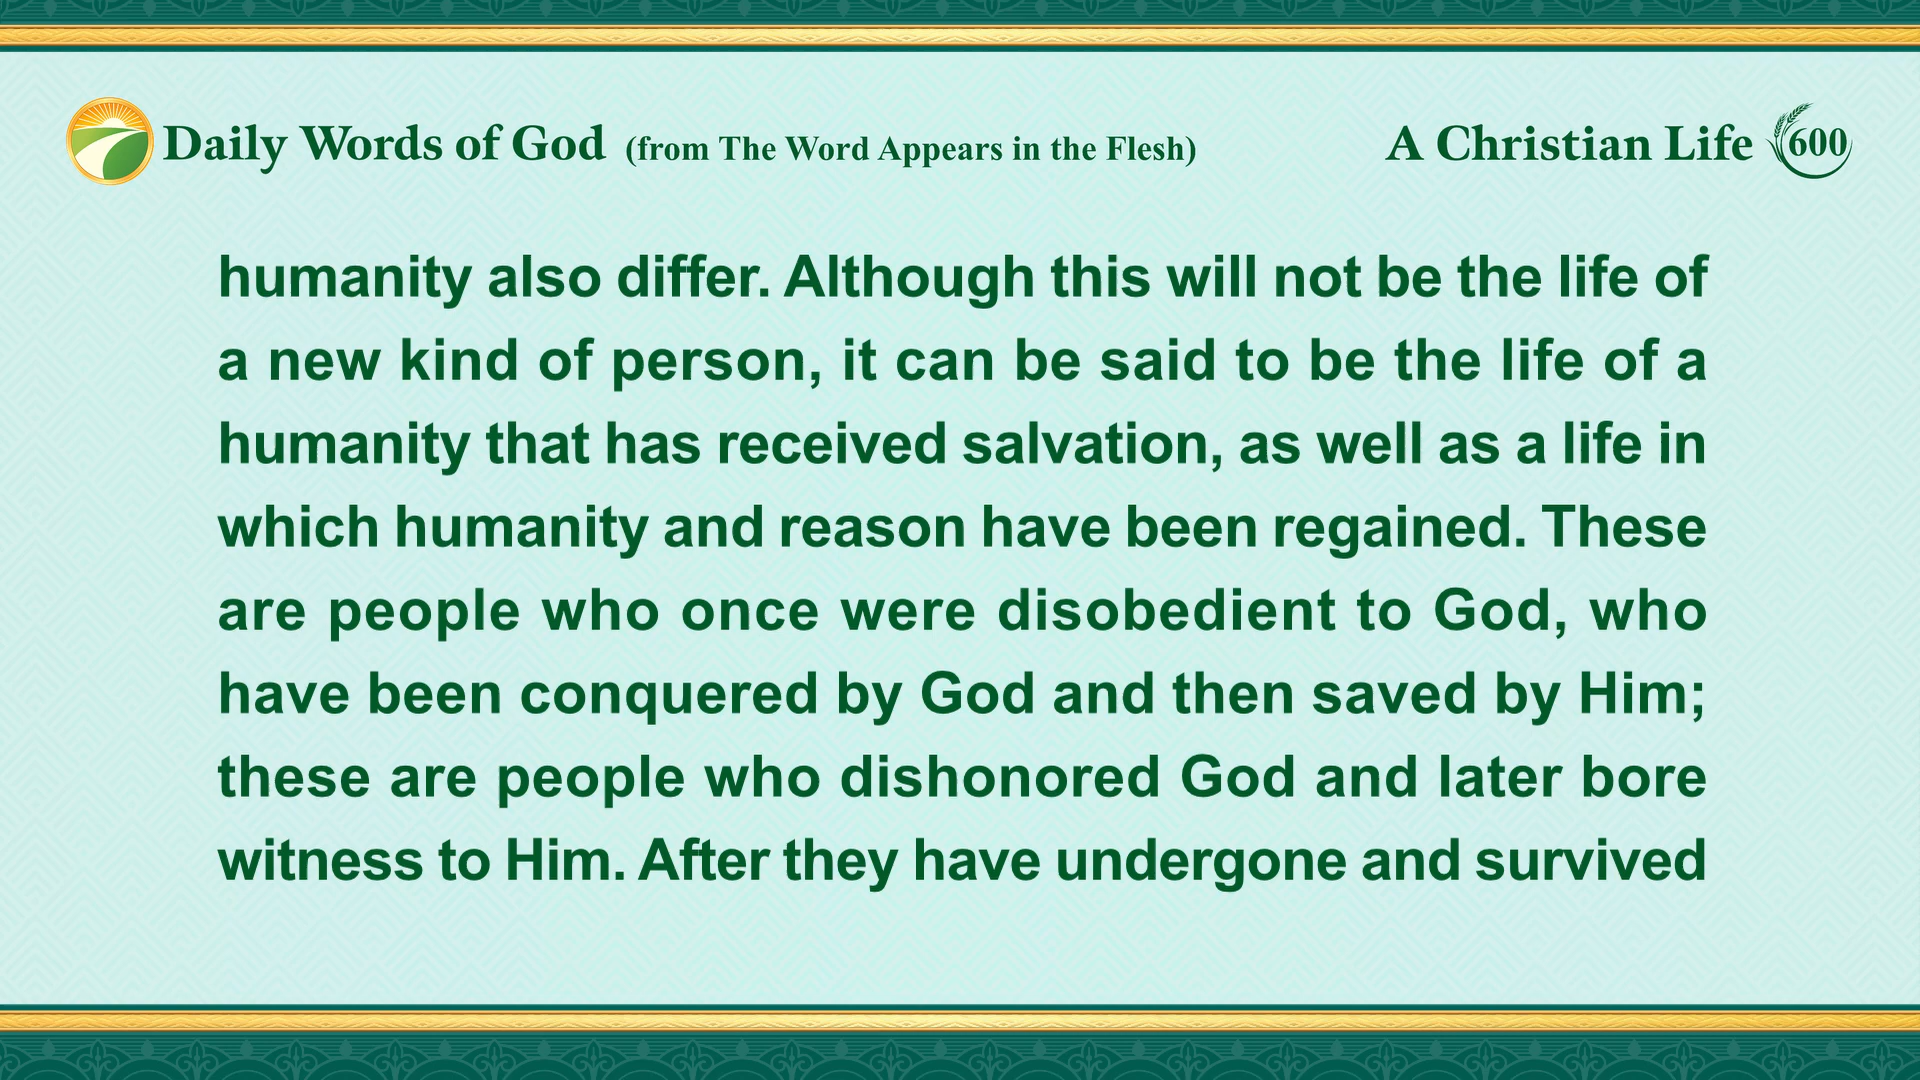 Daily Words of God (from The Word Appears in the Flesh)
A Christian Life 600
humanity also differ. Although this will not be the life of
a new kind of person, it can be said to be the life of a
humanity that has received salvation, as well as a life in
which humanity and reason have been regained. These
are people who once were disobedient to God, who
have been conquered by God and then saved by Him;
these are people who dishonored God and later bore
witness to Him. After they have undergone and survived